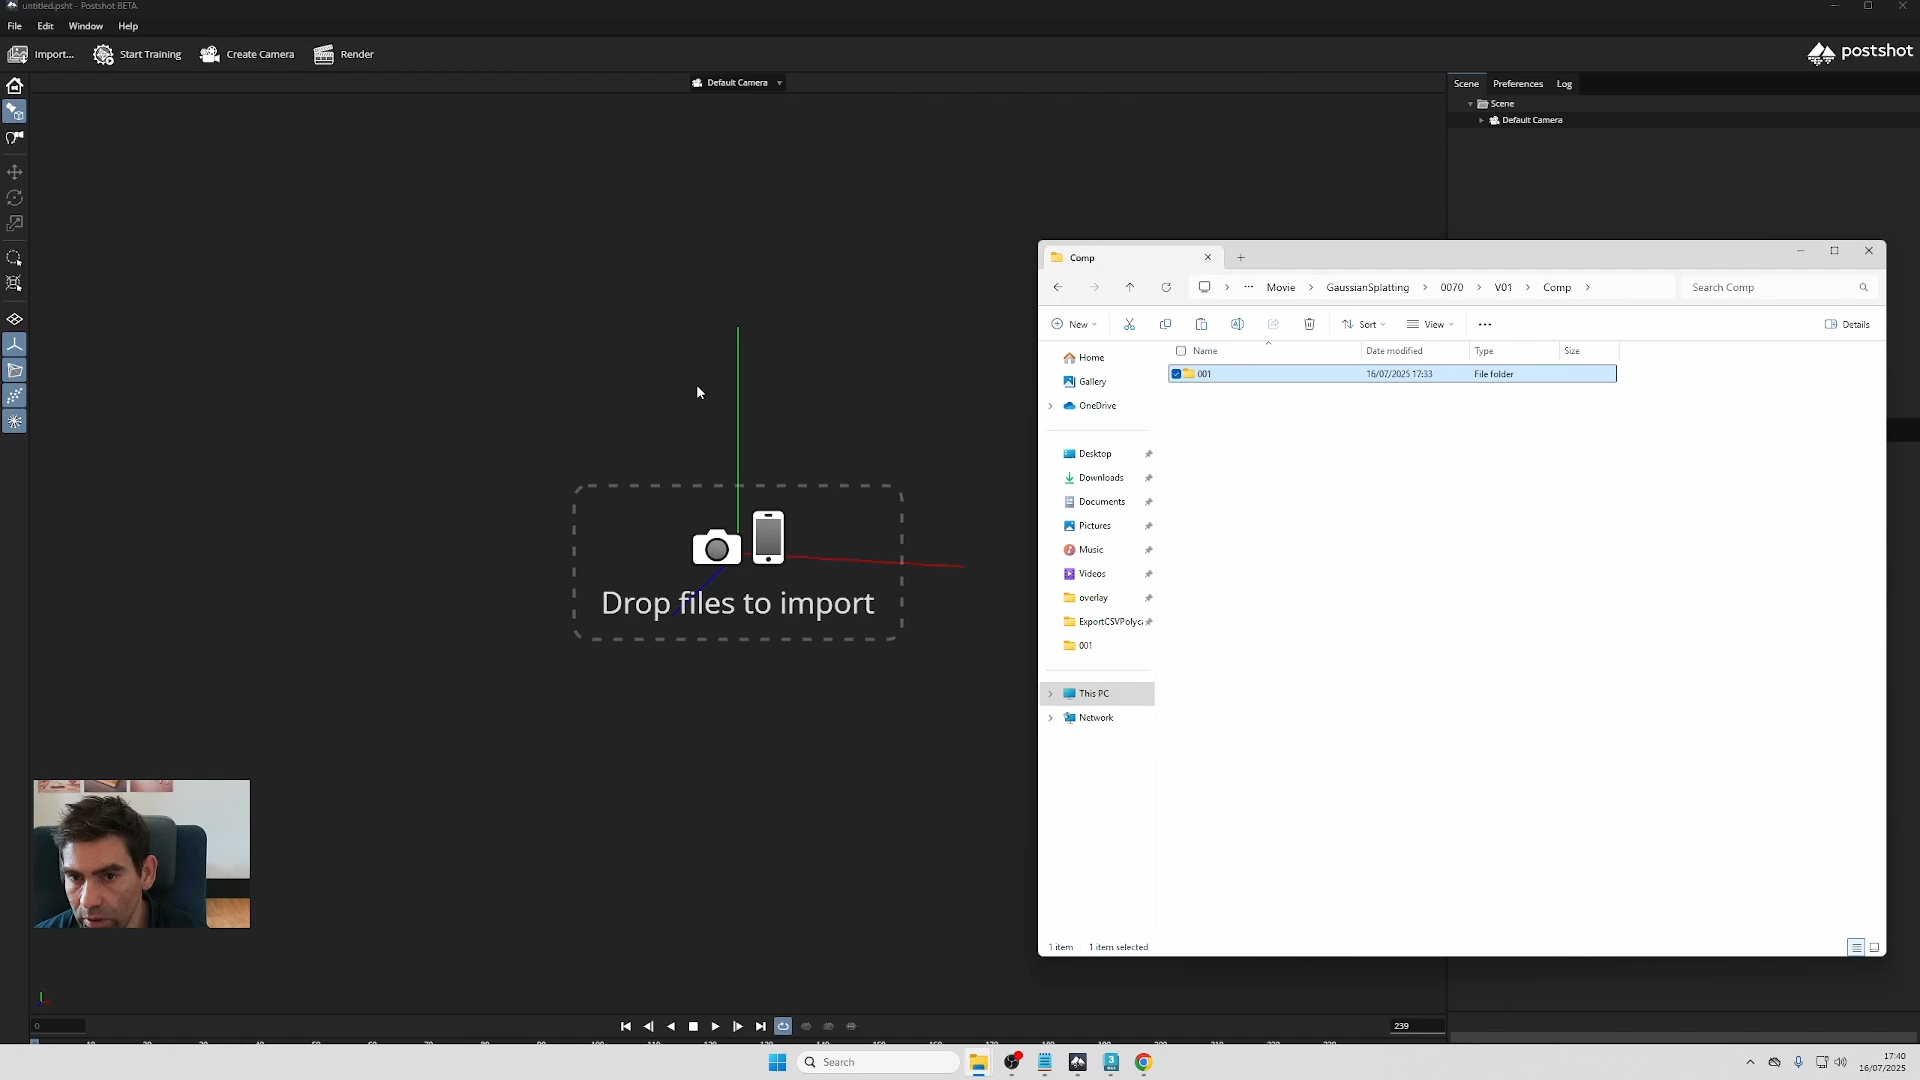 untitled.psht - Postshot BETA
File Edit Window Help
Import... Start Training Create Camera Render postshot
Default Camera
Scene Preferences Log
Scene
Default Camera
Comp
Movie > GaussianSplatting > 0070 > V01 > Comp > Search Comp
New Sort View Details
Name Date modified Type Size
001 16/07/2025 17:33 File folder
Home
Gallery
OneDrive
Desktop
Downloads
Documents
Pictures
Music
Videos
overlay
ExportCSVPolyc
001
This PC
Network
1 item 1 item selected
Drop files to import
0 239
Search
17:40
16/07/2025